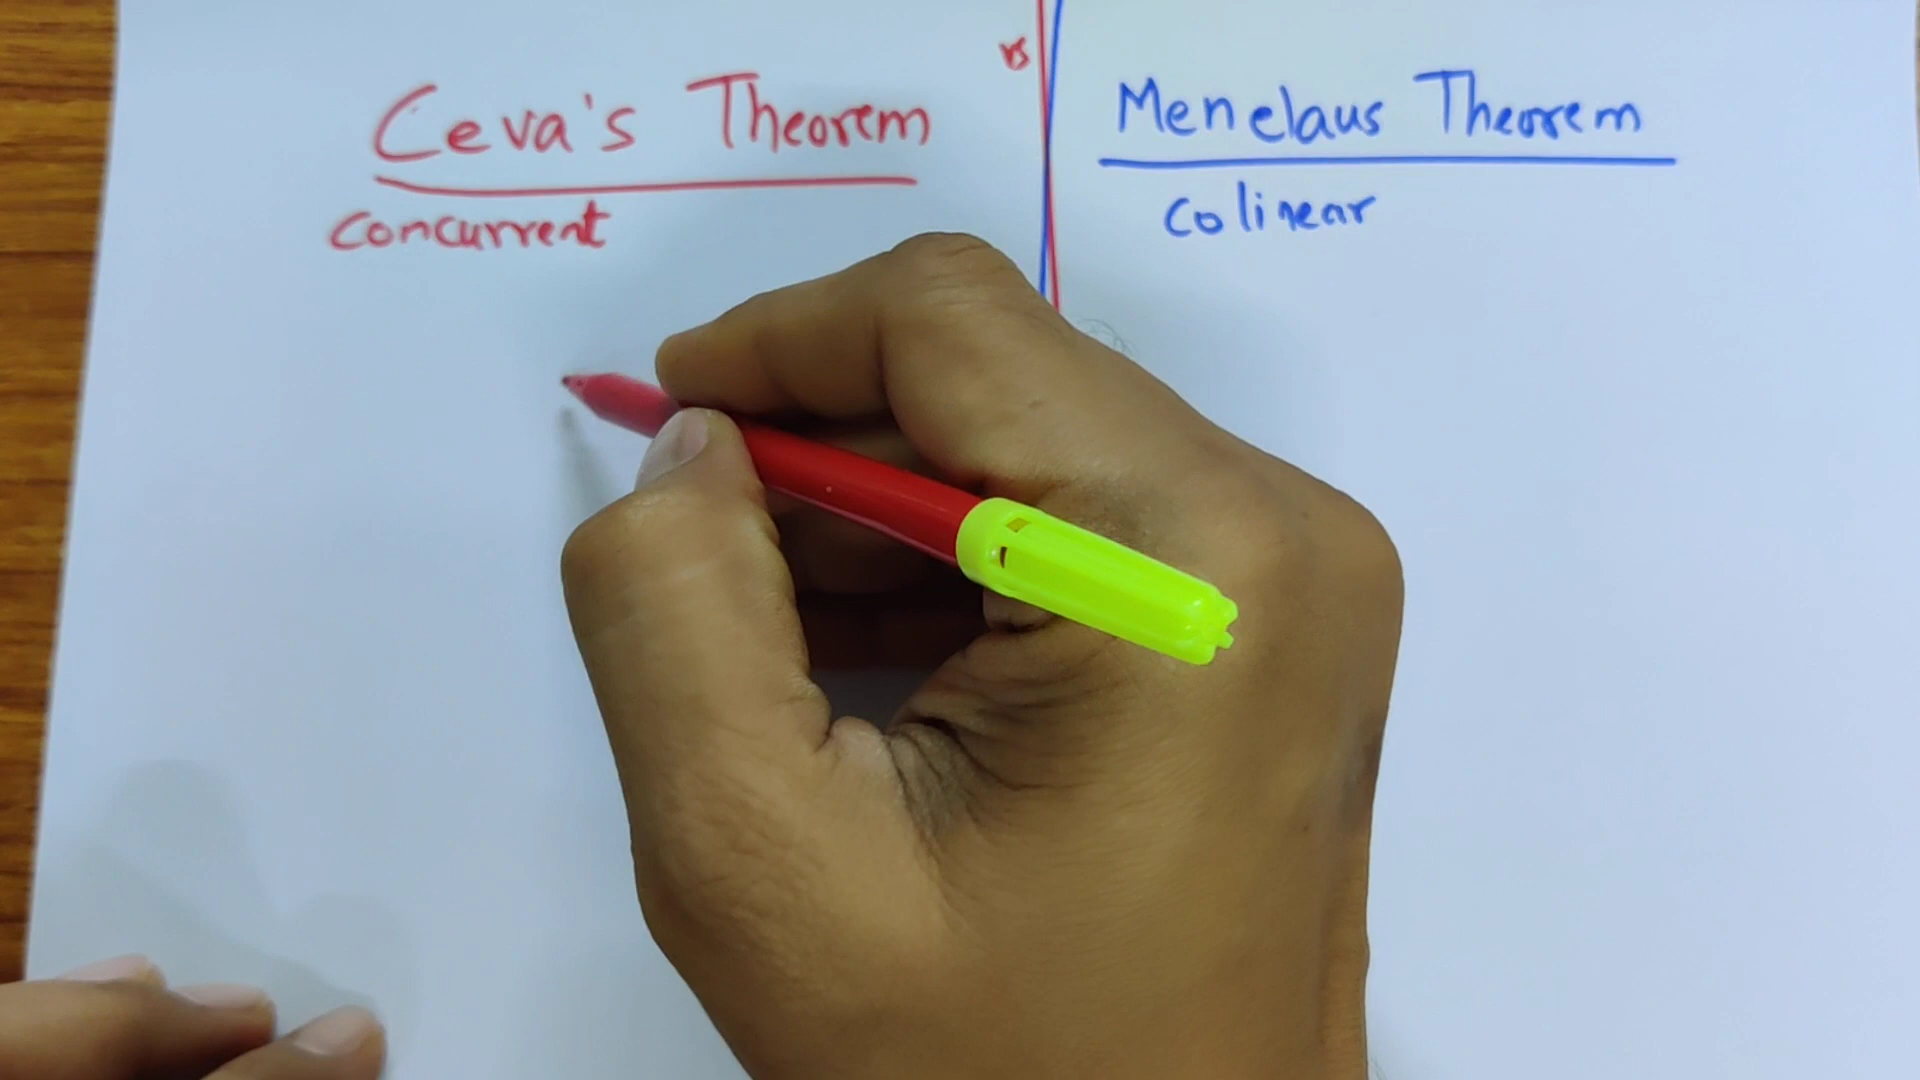 Ceva's Theorem
concurrent
vs
Menelaus Theorem
colinear